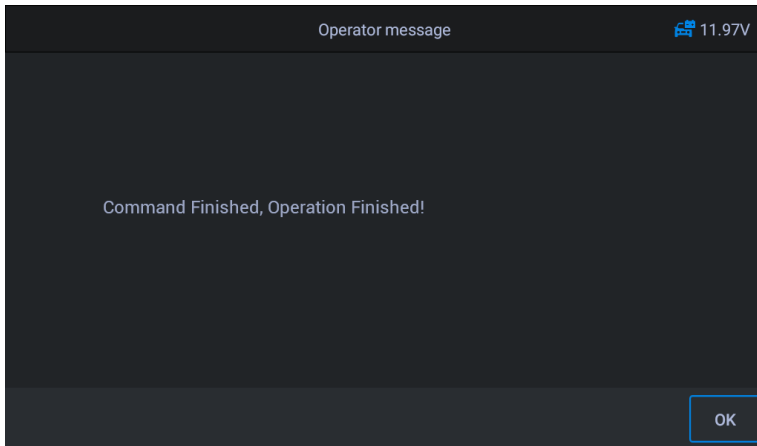 Operator message
11.97V
Command Finished, Operation Finished!
OK